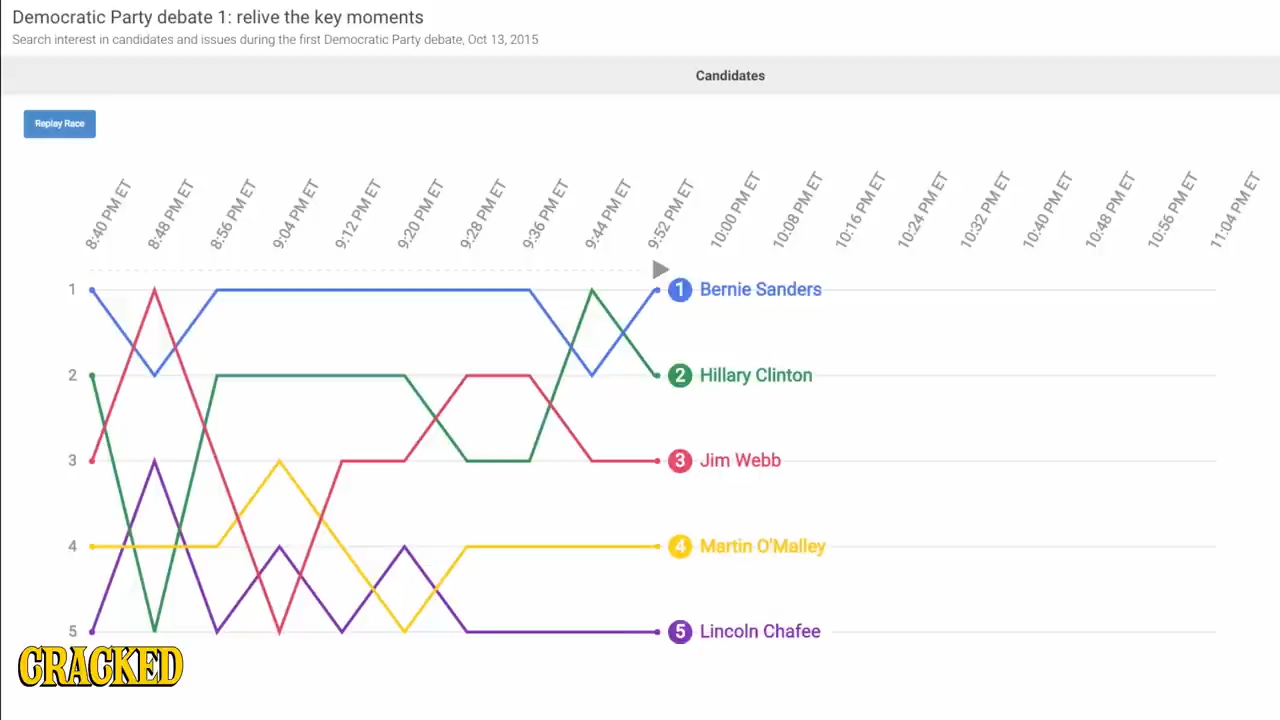 Democratic Party debate 1: relive the key moments
Search interest in candidates and issues during the first Democratic Party debate, Oct 13, 2015
Candidates
Replay Race
8:40 PM ET
8:48 PM ET
8:56 PM ET
9:04 PM ET
9:12 PM ET
9:20 PM ET
9:28 PM ET
9:36 PM ET
9:44 PM ET
9:52 PM ET
10:00 PM ET
10:08 PM ET
10:16 PM ET
10:24 PM ET
10:32 PM ET
10:40 PM ET
10:48 PM ET
10:56 PM ET
11:04 PM ET
1 1 Bernie Sanders
2 2 Hillary Clinton
3 3 Jim Webb
4 4 Martin O'Malley
5 5 Lincoln Chafee
CRACKED